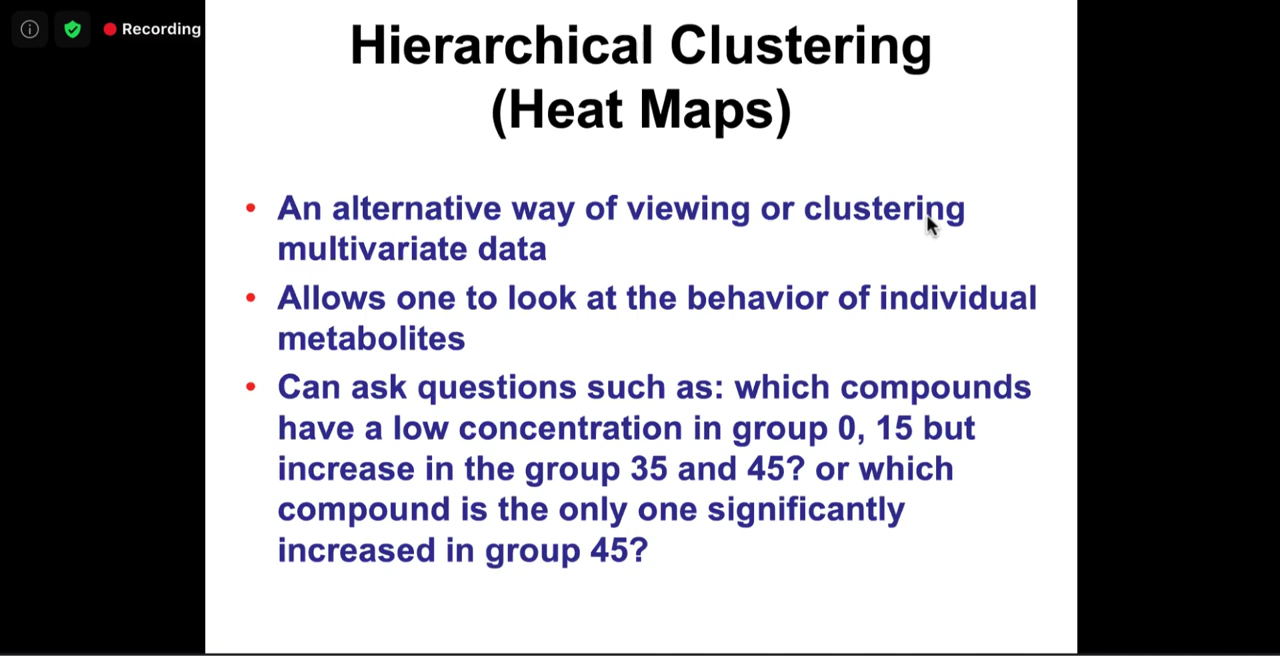 Recording
Hierarchical Clustering
(Heat Maps)
• An alternative way of viewing or clustering
multivariate data
• Allows one to look at the behavior of individual
metabolites
• Can ask questions such as: which compounds
have a low concentration in group 0, 15 but
increase in the group 35 and 45? or which
compound is the only one significantly
increased in group 45?